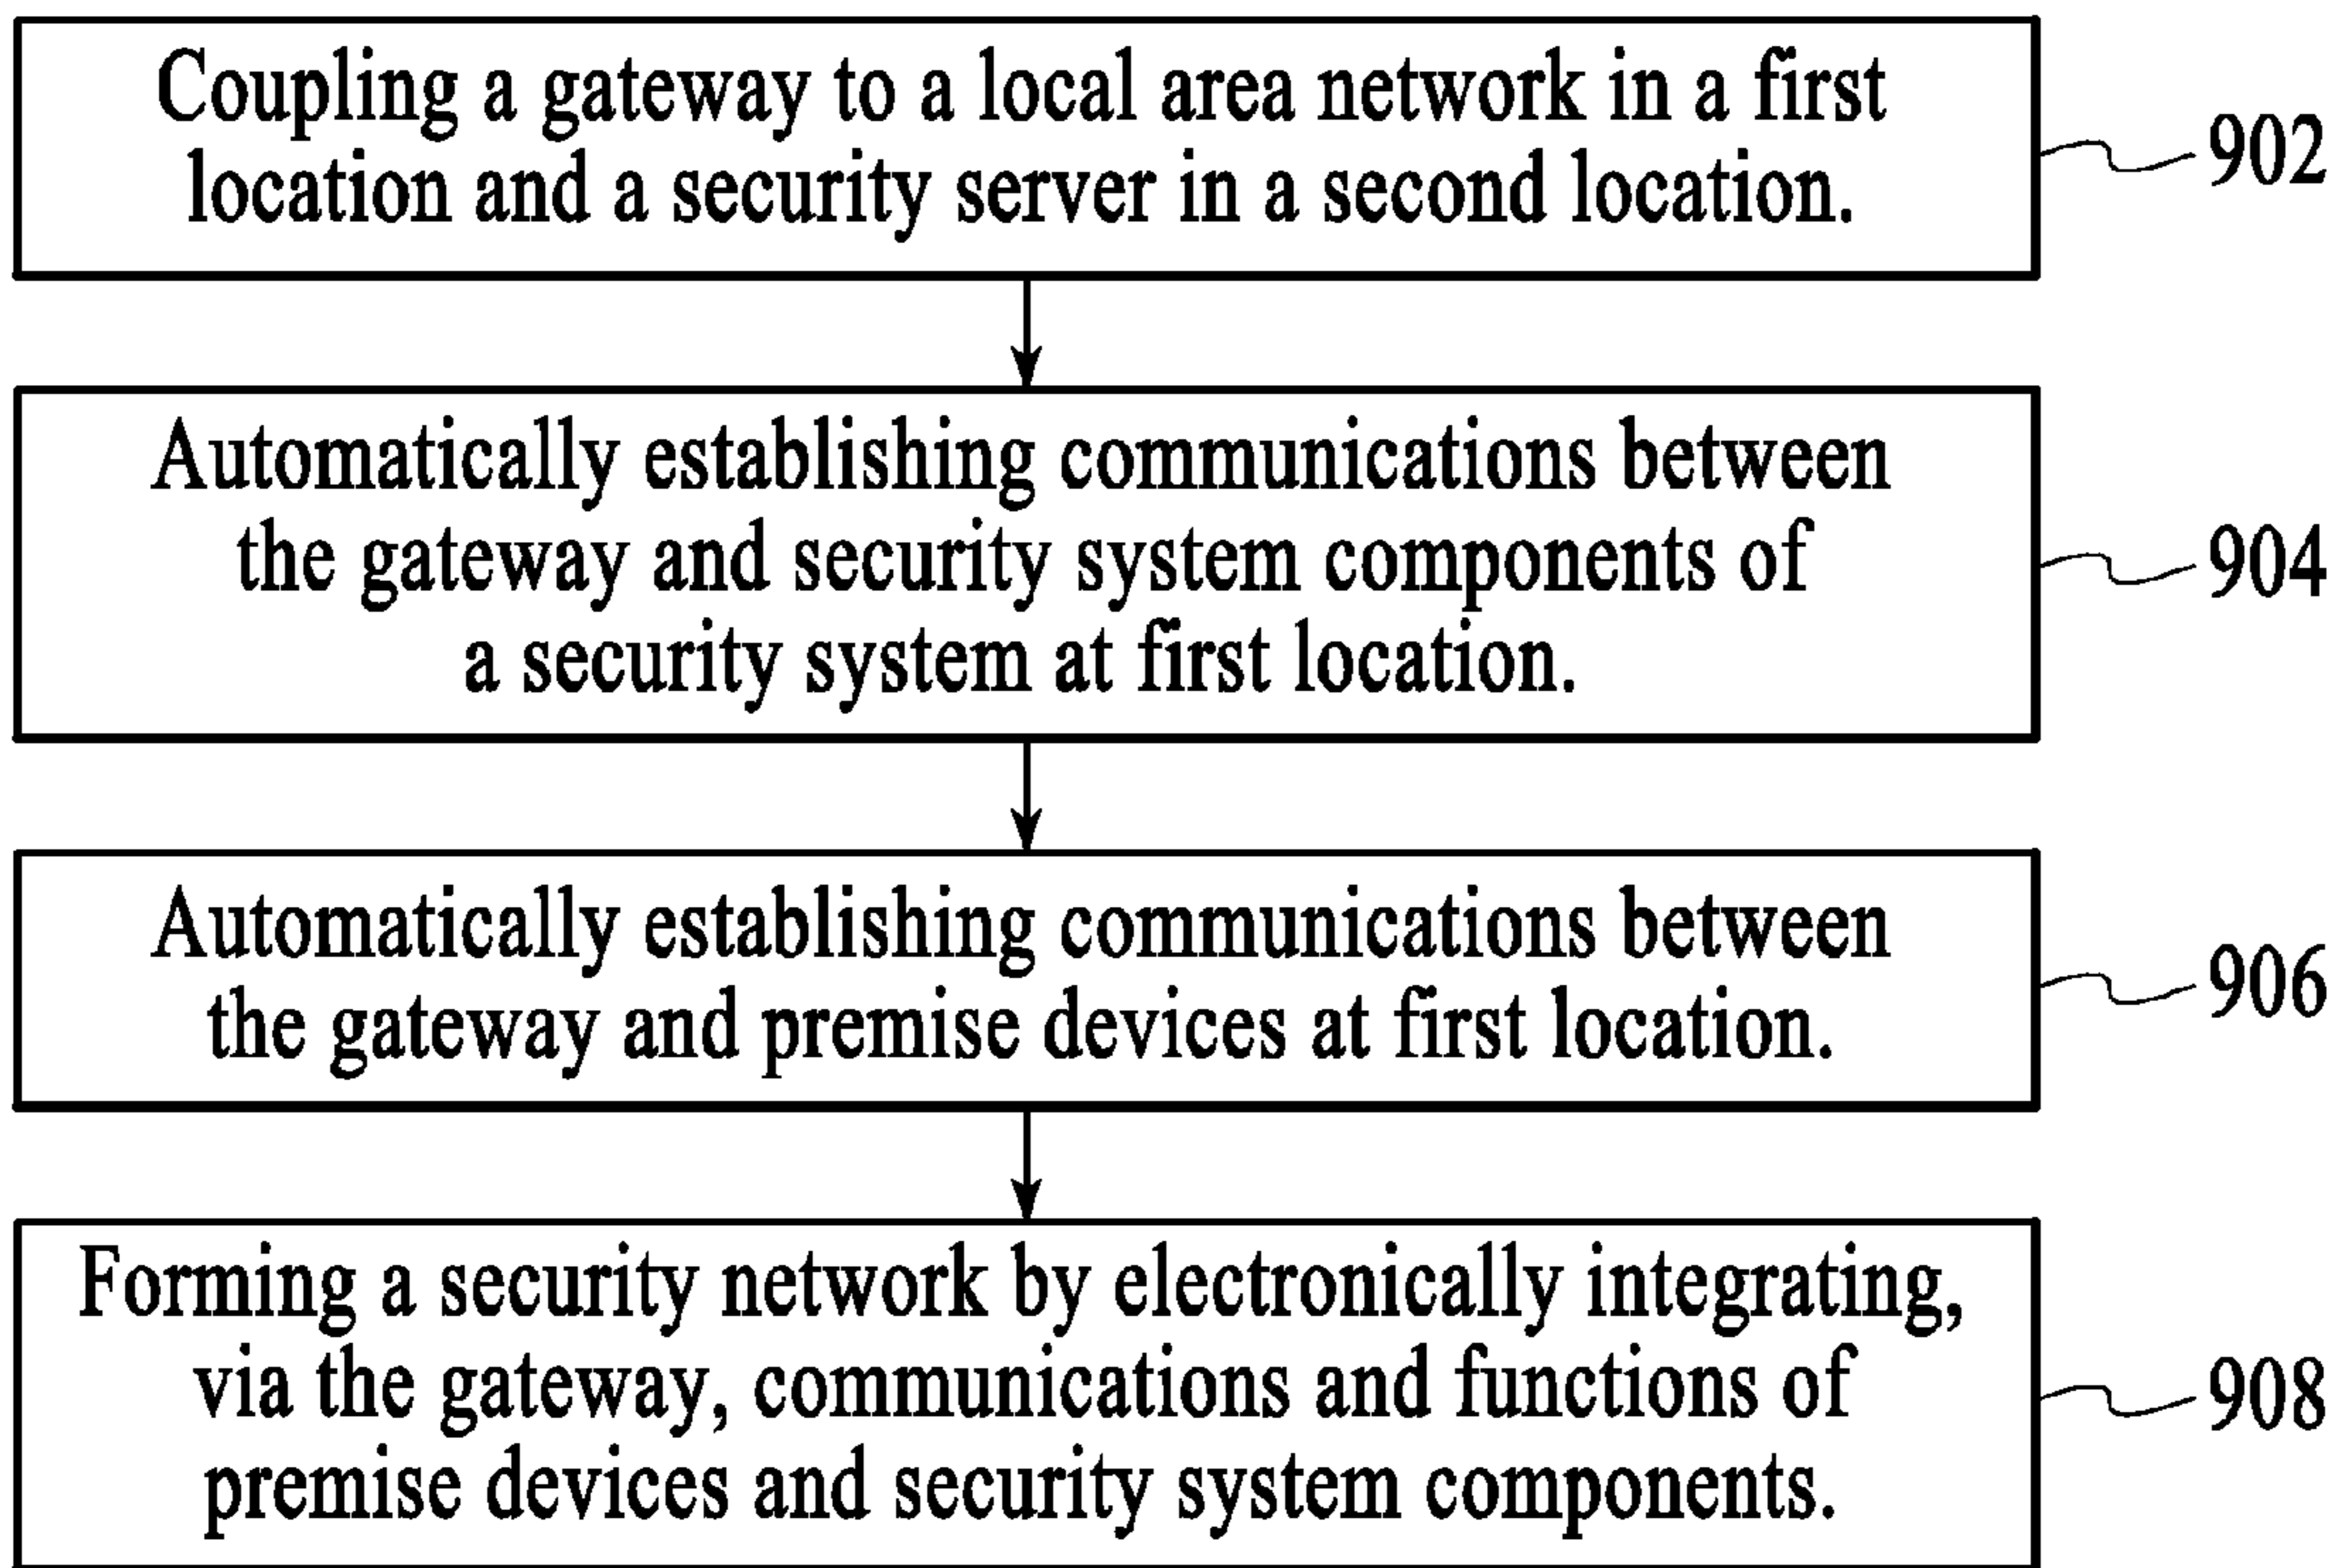 Coupling a gateway to a local area network in a first
location and a security server in a second location.
902
Automatically establishing communications between
the gateway and security system components of
a security system at first location.
904
Automatically establishing communications between
the gateway and premise devices at first location.
906
Forming a security network by electronically integrating,
via the gateway, communications and functions of
premise devices and security system components.
908